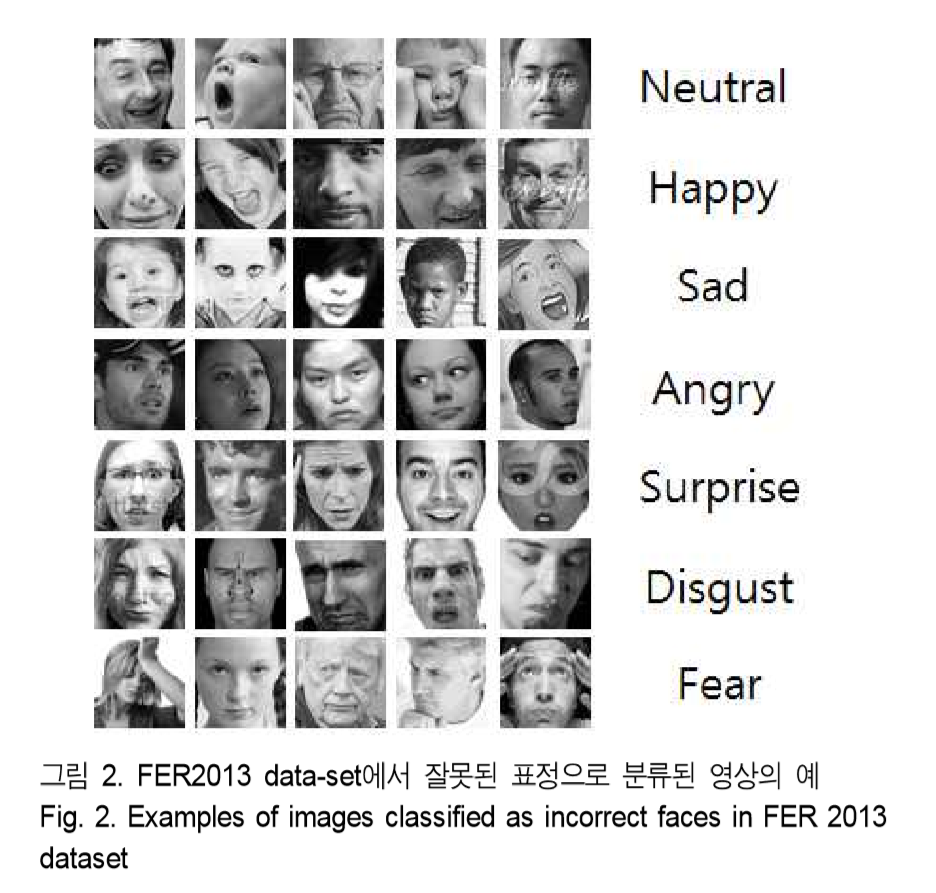 Neutral
Happy
Sad
Angry
Surprise
Disgust
Fear
그림 2. FER2013 data-set에서 잘못된 표정으로 분류된 영상의 예
Fig. 2. Examples of images classified as incorrect faces in FER 2013
dataset